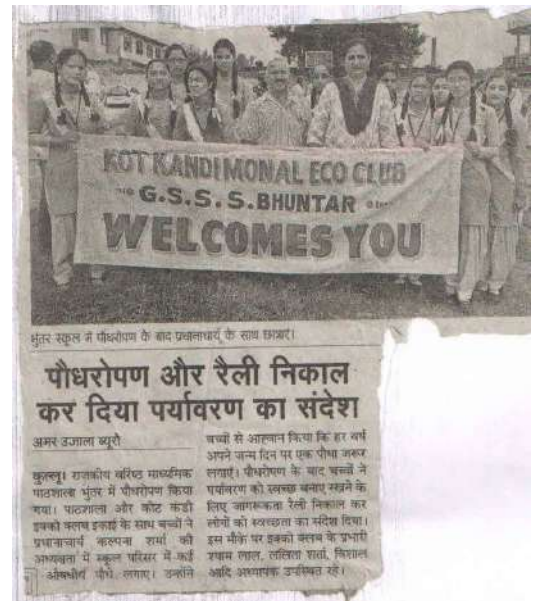 KOT KANDI MONAL ECO CLUB
G.S.S.S. BHUNTAR
WELCOMES YOU
भुंतर स्कूल में पौधरोपण के बाद प्रधानाचार्य के साथ छात्राएं।
पौधरोपण और रैली निकाल
कर दिया पर्यावरण का संदेश
अमर उजाला ब्यूरो
कुल्लू। राजकीय वरिष्ठ माध्यमिक
पाठशाला भुंतर में पौधरोपण किया
गया। पाठशाला और कोट कंडी
इक्को क्लब इकाई के साथ बच्चों ने
प्रधानाचार्य कल्पना शर्मा की
अध्यक्षता में स्कूल परिसर में कई
औषधीय पौधे लगाए। उन्होंने
बच्चों से आह्वान किया कि हर वर्ष
अपने जन्म दिन पर एक पौधा जरूर
लगाएं। पौधरोपण के बाद बच्चों ने
पर्यावरण को स्वच्छ बनाए रखने के
लिए जागरूकता रैली निकाल कर
लोगों को स्वच्छता का संदेश दिया।
इस मौके पर इक्को क्लब के प्रभारी
श्याम लाल, ललिता शर्मा, विशाल
आदि अध्यापक उपस्थित रहे।